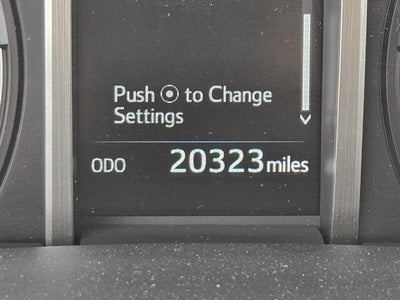 Push ⦿ to Change
Settings
ODO 20323 miles